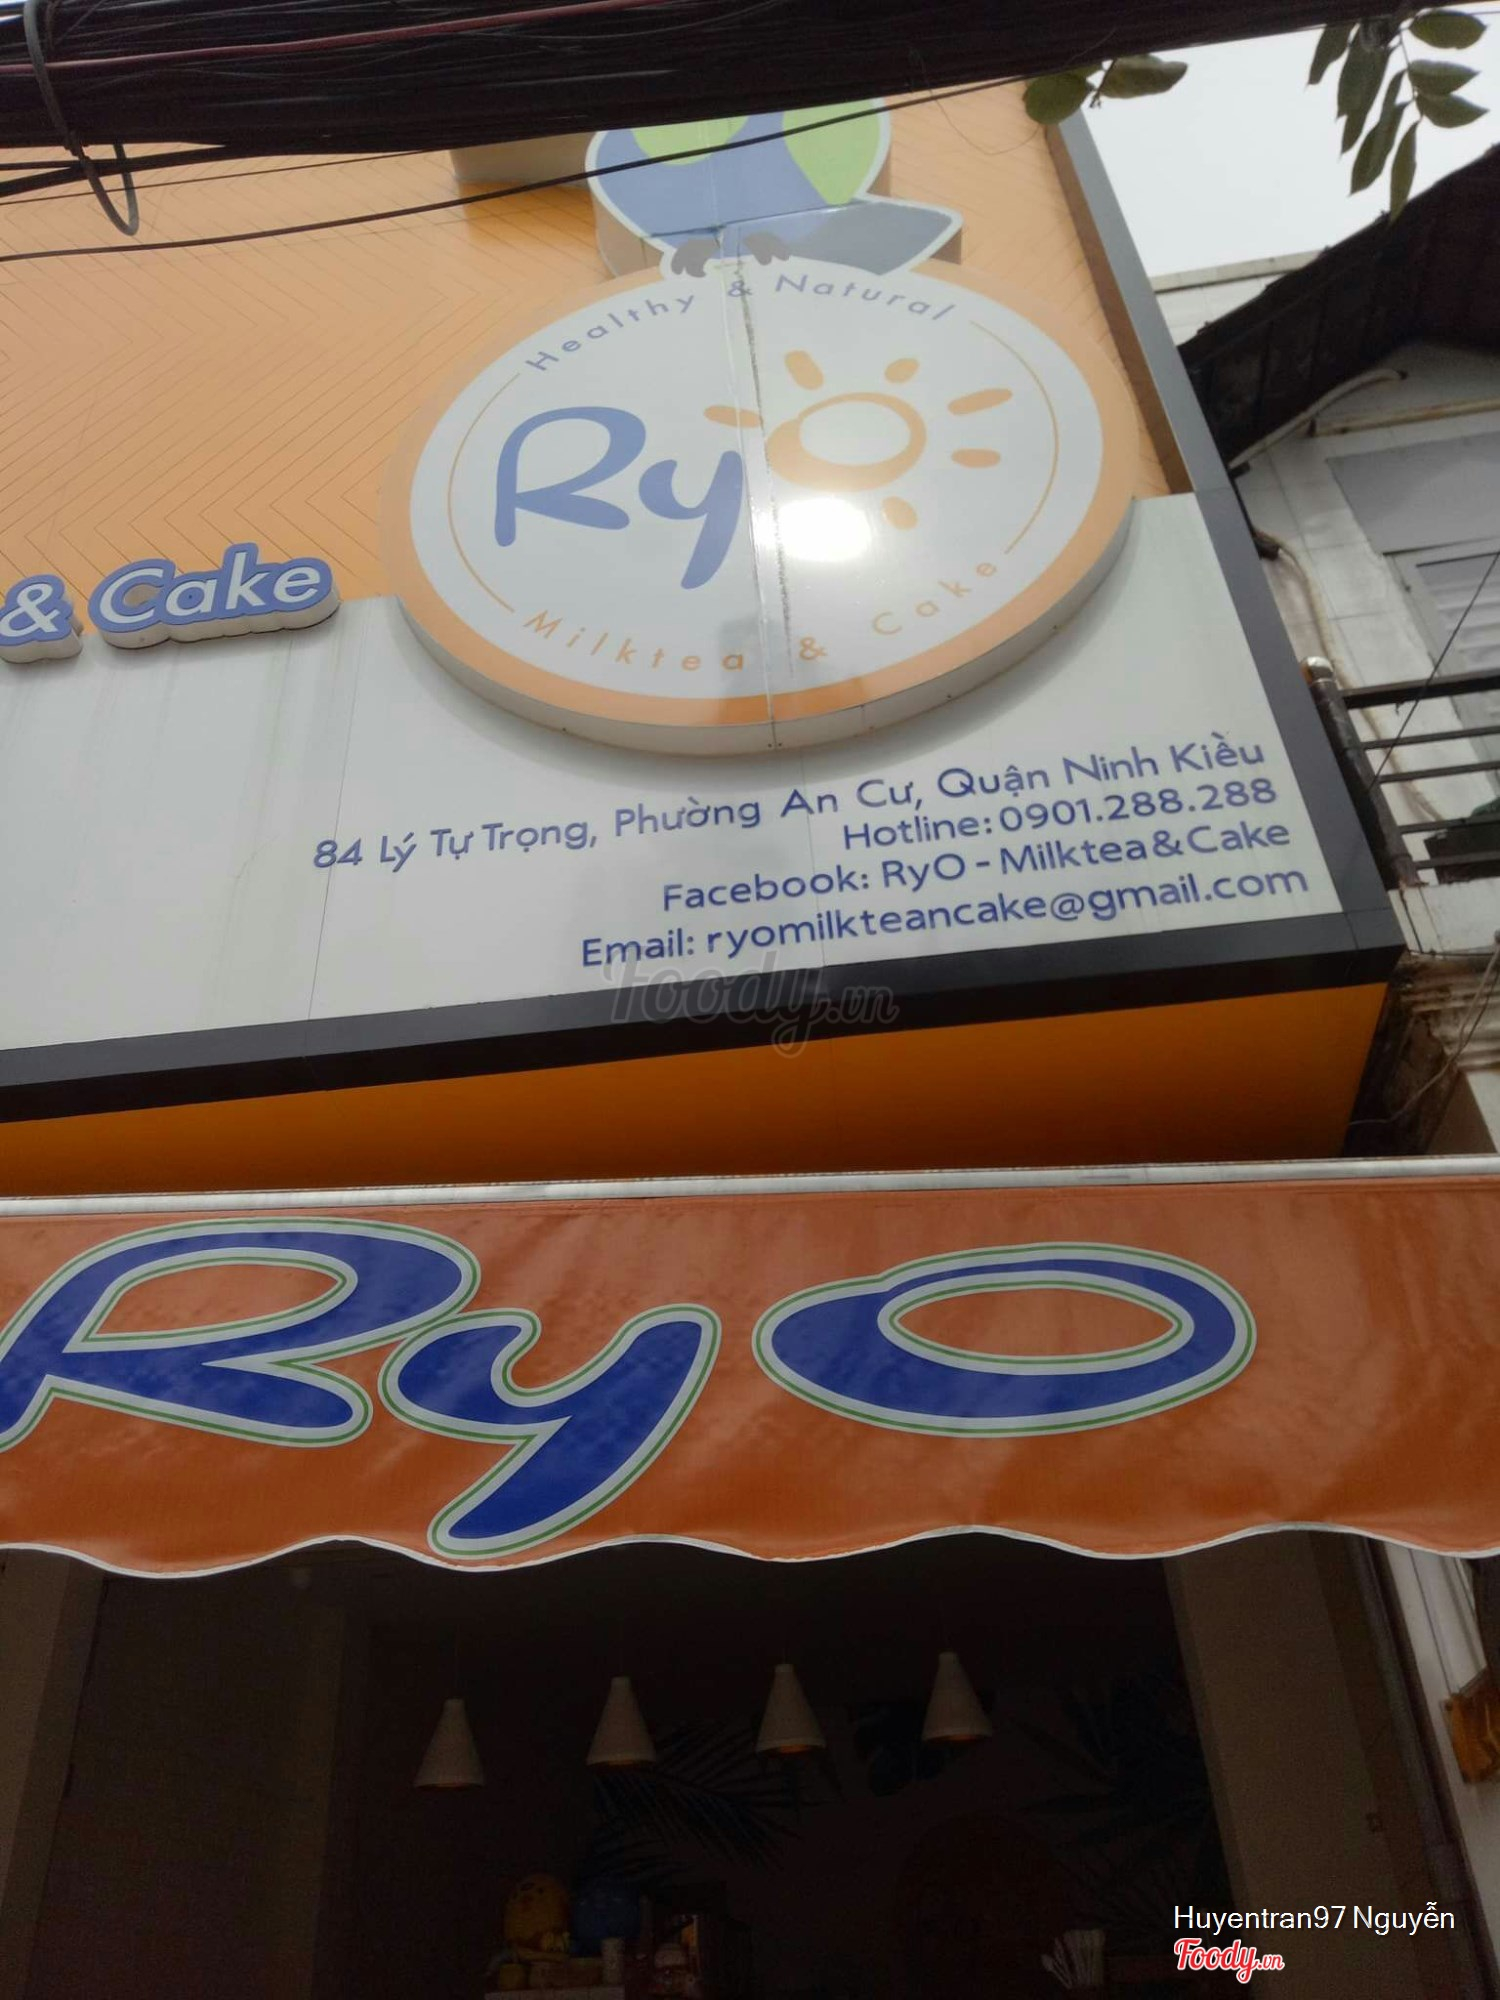 Healthy & Natural
RyO
Milktea & Cake
& Cake
84 Lý Tự Trọng, Phường An Cư, Quận Ninh Kiều
Hotline: 0901.288.288
Facebook: RyO - Milktea&Cake
Email: ryomilkteancake@gmail.com
Foody.vn
RyO
Huyentran97 Nguyễn
Foody.vn